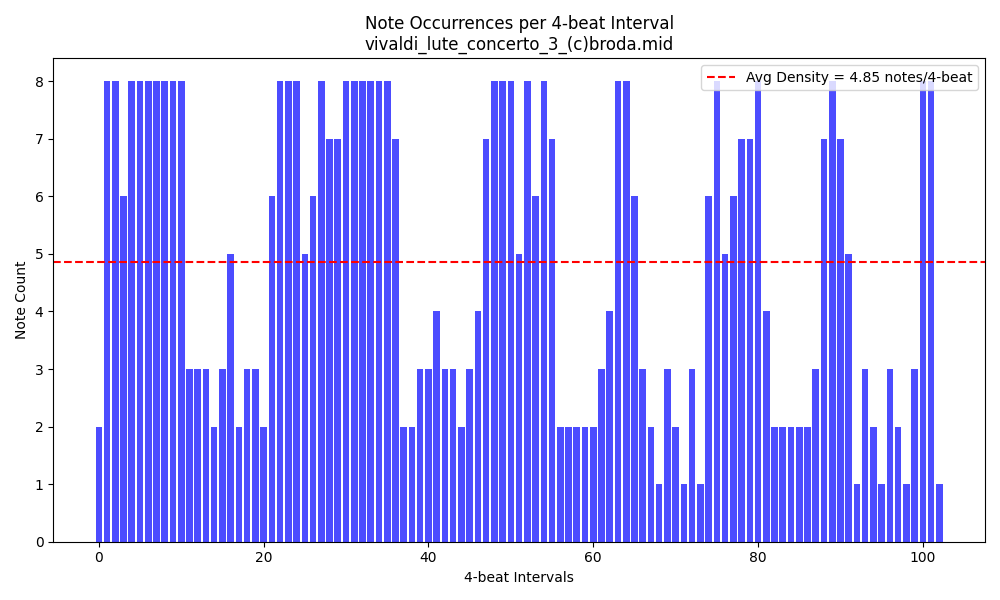 Note Occurrences per 4-beat Interval
vivaldi_lute_concerto_3_(c)broda.mid
Avg Density = 4.85 notes/4-beat
8
7
6
5
4
3
2
1
0
Note Count
0 20 40 60 80 100
4-beat Intervals